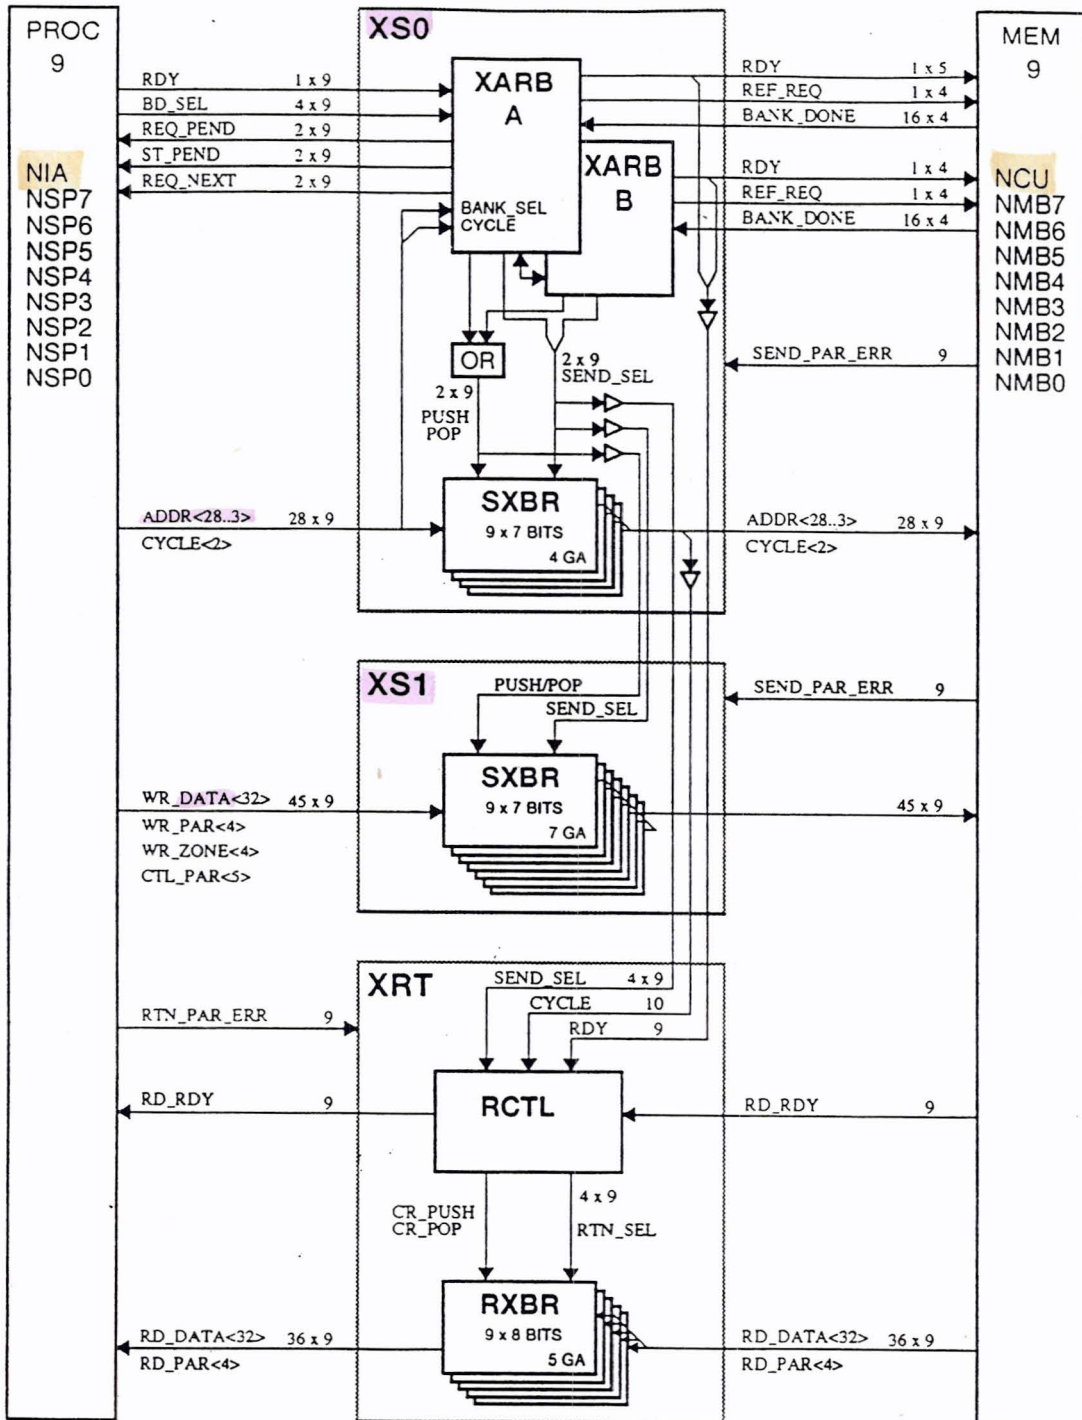 PROC
9
NIA
NSP7
NSP6
NSP5
NSP4
NSP3
NSP2
NSP1
NSP0
RDY 1 x 9
BD_SEL 4 x 9
REQ_PEND 2 x 9
ST_PEND 2 x 9
REQ_NEXT 2 x 9
ADDR<28..3> 28 x 9
CYCLE<2>
WR_DATA<32> 45 x 9
WR_PAR<4>
WR_ZONE<4>
CTL_PAR<5>
RTN_PAR_ERR 9
RD_RDY 9
RD_DATA<32> 36 x 9
RD_PAR<4>
XS0
XARB
A
BANK_SEL
CYCLE
XARB
B
OR
2 x 9
PUSH
POP
2 x 9
SEND_SEL
SXBR
9 x 7 BITS
4 GA
XS1
PUSH/POP
SEND_SEL
SXBR
9 x 7 BITS
7 GA
XRT
SEND_SEL 4 x 9
CYCLE 10
RDY 9
RCTL
CR_PUSH
CR_POP
4 x 9
RTN_SEL
RXBR
9 x 8 BITS
5 GA
RDY 1 x 5
REF_REQ 1 x 4
BANK_DONE 16 x 4
RDY 1 x 4
REF_REQ 1 x 4
BANK_DONE 16 x 4
SEND_PAR_ERR 9
ADDR<28..3> 28 x 9
CYCLE<2>
SEND_PAR_ERR 9
45 x 9
RD_RDY 9
RD_DATA<32> 36 x 9
RD_PAR<4>
MEM
9
NCU
NMB7
NMB6
NMB5
NMB4
NMB3
NMB2
NMB1
NMB0